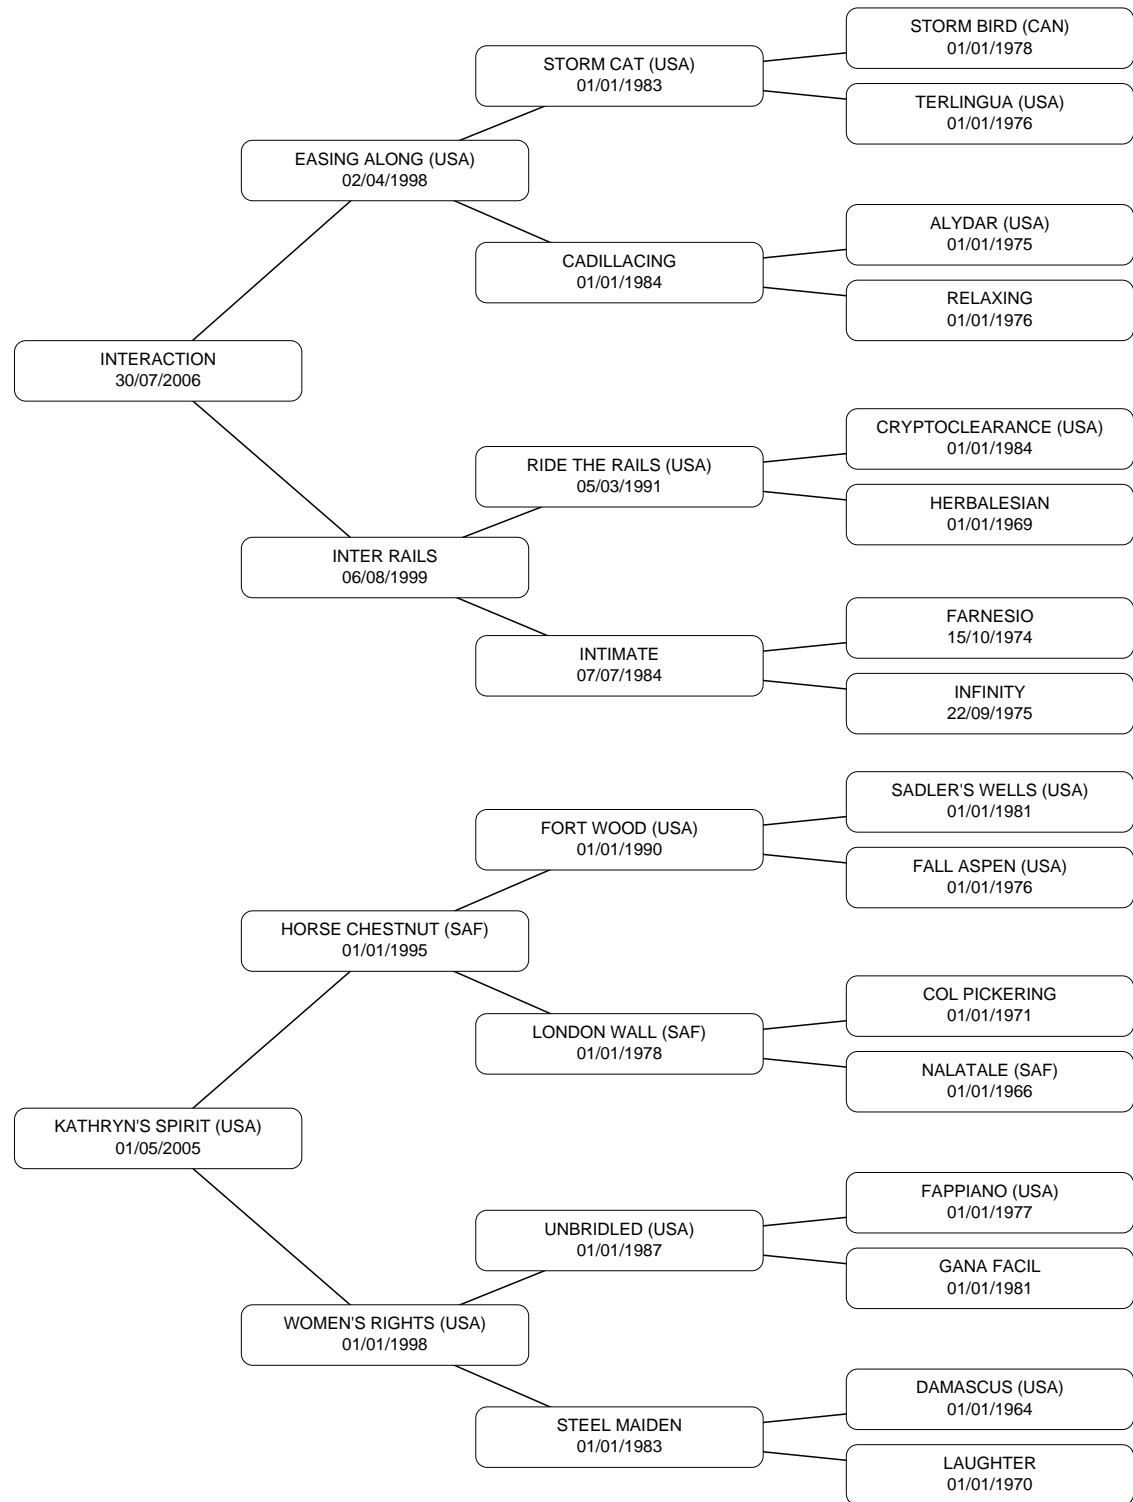 STORM BIRD (CAN)
01/01/1978
STORM CAT (USA)
01/01/1983
TERLINGUA (USA)
01/01/1976
EASING ALONG (USA)
02/04/1998
ALYDAR (USA)
01/01/1975
CADILLACING
01/01/1984
RELAXING
01/01/1976
INTERACTION
30/07/2006
CRYPTOCLEARANCE (USA)
01/01/1984
RIDE THE RAILS (USA)
05/03/1991
HERBALESIAN
01/01/1969
INTER RAILS
06/08/1999
FARNESIO
15/10/1974
INTIMATE
07/07/1984
INFINITY
22/09/1975
SADLER'S WELLS (USA)
01/01/1981
FORT WOOD (USA)
01/01/1990
FALL ASPEN (USA)
01/01/1976
HORSE CHESTNUT (SAF)
01/01/1995
COL PICKERING
01/01/1971
LONDON WALL (SAF)
01/01/1978
NALATALE (SAF)
01/01/1966
KATHRYN'S SPIRIT (USA)
01/05/2005
FAPPIANO (USA)
01/01/1977
UNBRIDLED (USA)
01/01/1987
GANA FACIL
01/01/1981
WOMEN'S RIGHTS (USA)
01/01/1998
DAMASCUS (USA)
01/01/1964
STEEL MAIDEN
01/01/1983
LAUGHTER
01/01/1970